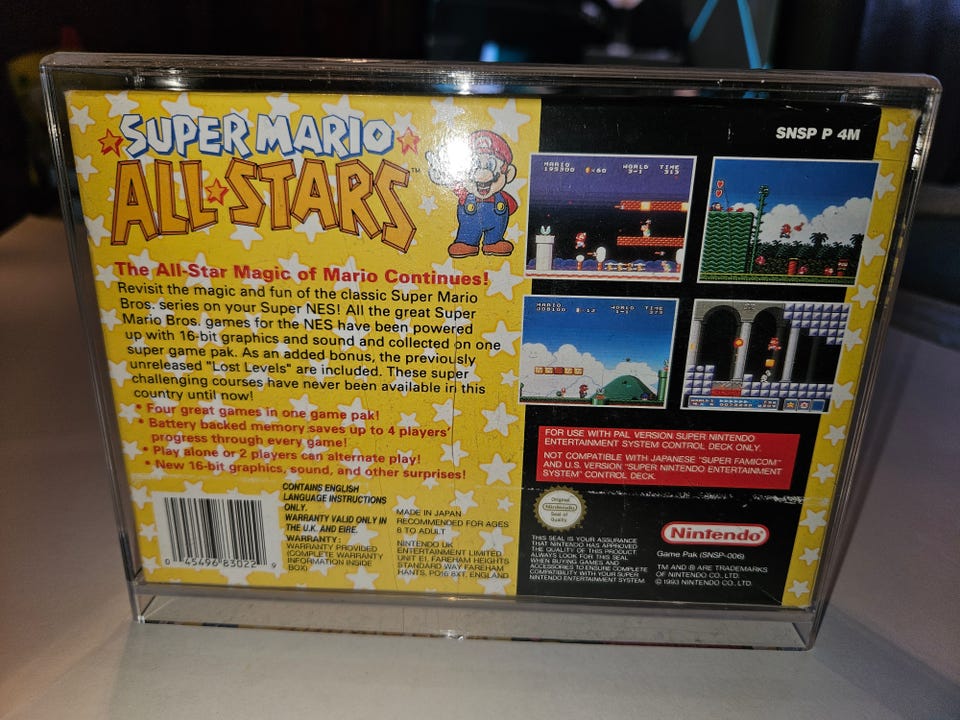 SUPER MARIO
ALL·STARS
TM
The All-Star Magic of Mario Continues!
Revisit the magic and fun of the classic Super Mario
Bros. series on your Super NES! All the great Super
Mario Bros. games for the NES have been powered
up with 16-bit graphics and sound and collected on one
super game pak. As an added bonus, the previously
unreleased "Lost Levels" are included. These super
challenging courses have never been available in this
country until now!
• Four great games in one game pak!
• Battery backed memory saves up to 4 players'
progress through every game!
• Play alone or 2 players can alternate play!
• New 16-bit graphics, sound, and other surprises!
CONTAINS ENGLISH
LANGUAGE INSTRUCTIONS
ONLY.
WARRANTY VALID ONLY IN
THE U.K. AND EIRE.
WARRANTY:
WARRANTY PROVIDED
(COMPLETE WARRANTY
INFORMATION INSIDE
BOX)
0 45496 83022 9
MADE IN JAPAN
RECOMMENDED FOR AGES
8 TO ADULT
NINTENDO UK
ENTERTAINMENT LIMITED
UNIT E1, FAREHAM HEIGHTS
STANDARD WAY FAREHAM
HANTS, PO16 8XT, ENGLAND
SNSP P 4M
MARIO WORLD TIME
195300 ×60 313
MARIO WORLD TIME
FOR USE WITH PAL VERSION SUPER NINTENDO
ENTERTAINMENT SYSTEM CONTROL DECK ONLY.
NOT COMPATIBLE WITH JAPANESE "SUPER FAMICOM"
AND U.S. VERSION "SUPER NINTENDO ENTERTAINMENT
SYSTEM" CONTROL DECK.
Original
Nintendo
Seal of
Quality
THIS SEAL IS YOUR ASSURANCE
THAT NINTENDO HAS APPROVED
THE QUALITY OF THIS PRODUCT.
ALWAYS LOOK FOR THIS SEAL
WHEN BUYING GAMES AND
ACCESSORIES TO ENSURE COMPLETE
COMPATIBILITY WITH YOUR SUPER
NINTENDO ENTERTAINMENT SYSTEM.
Nintendo®
Game Pak (SNSP-006)
TM AND ® ARE TRADEMARKS
OF NINTENDO CO., LTD.
© 1993 NINTENDO CO., LTD.